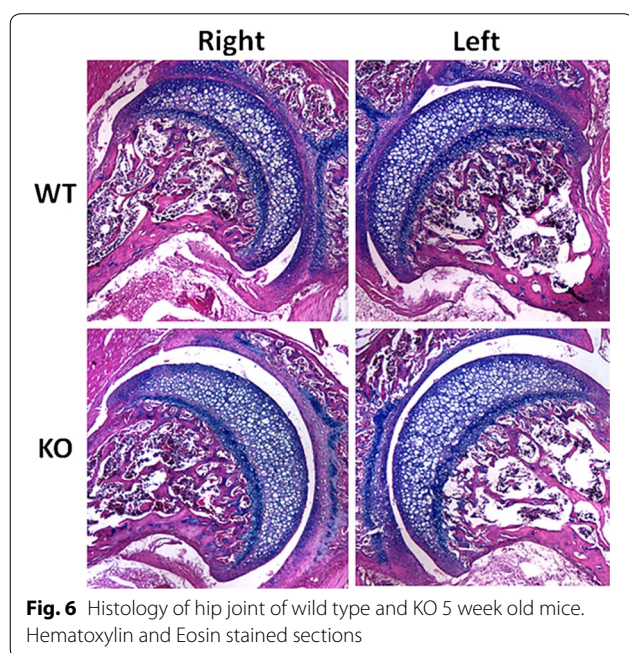 Right Left
WT
KO
Fig. 6 Histology of hip joint of wild type and KO 5 week old mice.
Hematoxylin and Eosin stained sections